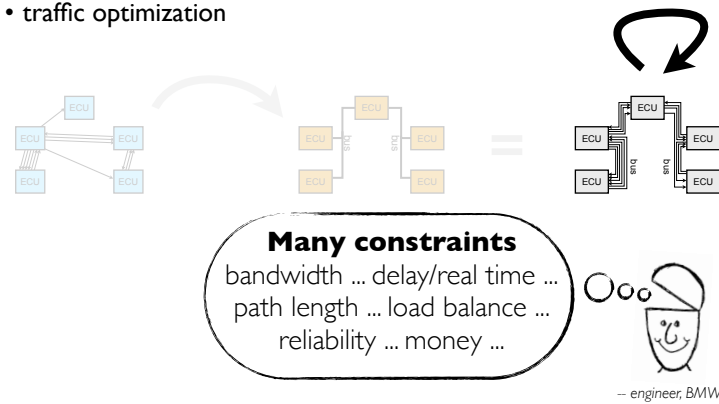 • traffic optimization
ECU
ECU
ECU
ECU
ECU
ECU
ECU
ECU
bus
bus
ECU
ECU
ECU
=
ECU
ECU
ECU
bus
bus
ECU
ECU
Many constraints
bandwidth ... delay/real time ...
path length ... load balance ...
reliability ... money ...
-- engineer, BMW